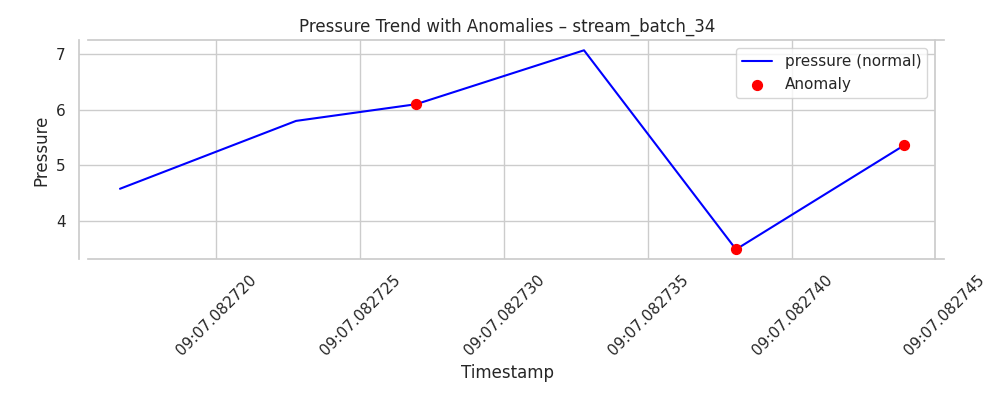 Pressure Trend with Anomalies – stream_batch_34
pressure (normal)
Anomaly
Pressure
7
6
5
4
09:07.082720
09:07.082725
09:07.082730
09:07.082735
09:07.082740
09:07.082745
Timestamp